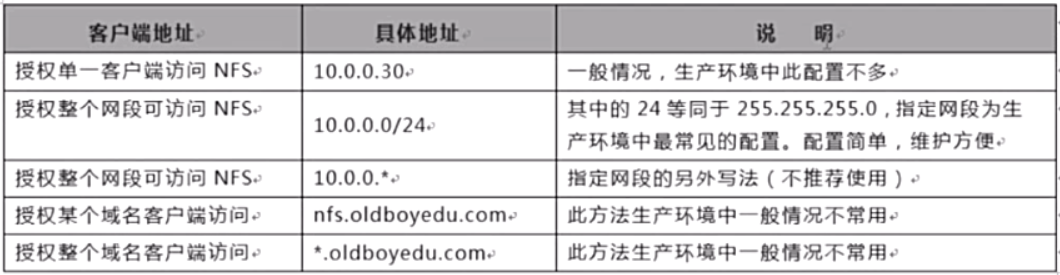 客户端地址 具体地址 说 明
授权单一客户端访问 NFS 10.0.0.30 一般情况，生产环境中此配置不多
授权整个网段可访问 NFS 10.0.0.0/24 其中的 24 等同于 255.255.255.0，指定网段为生
产环境中最常见的配置。配置简单，维护方便
授权整个网段可访问 NFS 10.0.0.* 指定网段的另外写法（不推荐使用）
授权某个域名客户端访问 nfs.oldboyedu.com 此方法生产环境中一般情况不常用
授权整个域名客户端访问 *.oldboyedu.com 此方法生产环境中一般情况不常用